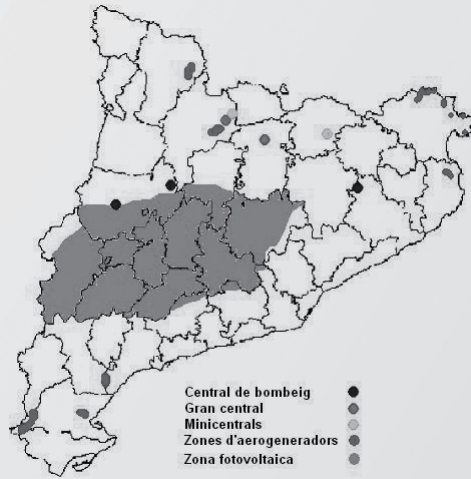 Central de bombeig
Gran central
Minicentrals
Zones d'aerogeneradors
Zona fotovoltaica